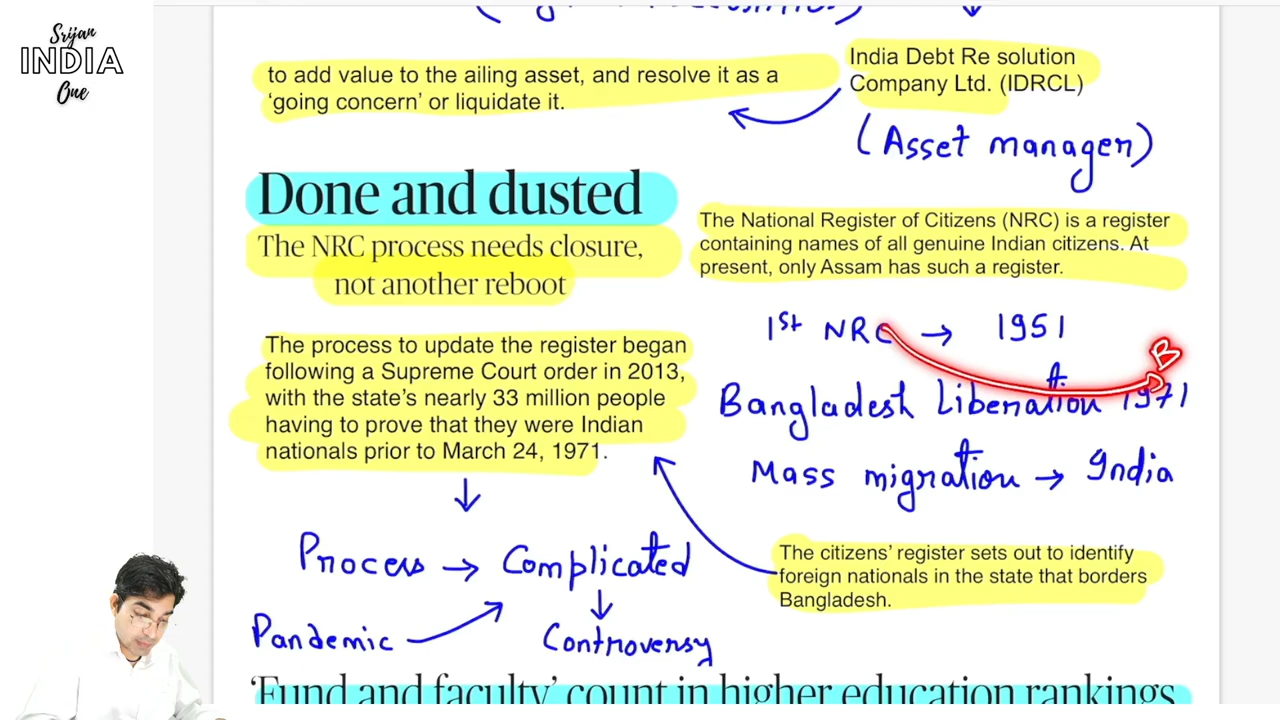 Srijan
INDIA
One
to add value to the ailing asset, and resolve it as a
'going concern' or liquidate it.
India Debt Re solution
Company Ltd. (IDRCL)
(Asset manager)
Done and dusted
The NRC process needs closure,
not another reboot
The National Register of Citizens (NRC) is a register
containing names of all genuine Indian citizens. At
present, only Assam has such a register.
1st NRC → 1951
B
Bangladesh Liberation 1971
Mass migration → India
The process to update the register began
following a Supreme Court order in 2013,
with the state's nearly 33 million people
having to prove that they were Indian
nationals prior to March 24, 1971.
Process → Complicated
Pandemic
Controversy
The citizens' register sets out to identify
foreign nationals in the state that borders
Bangladesh.
'Fund and faculty' count in higher education rankings